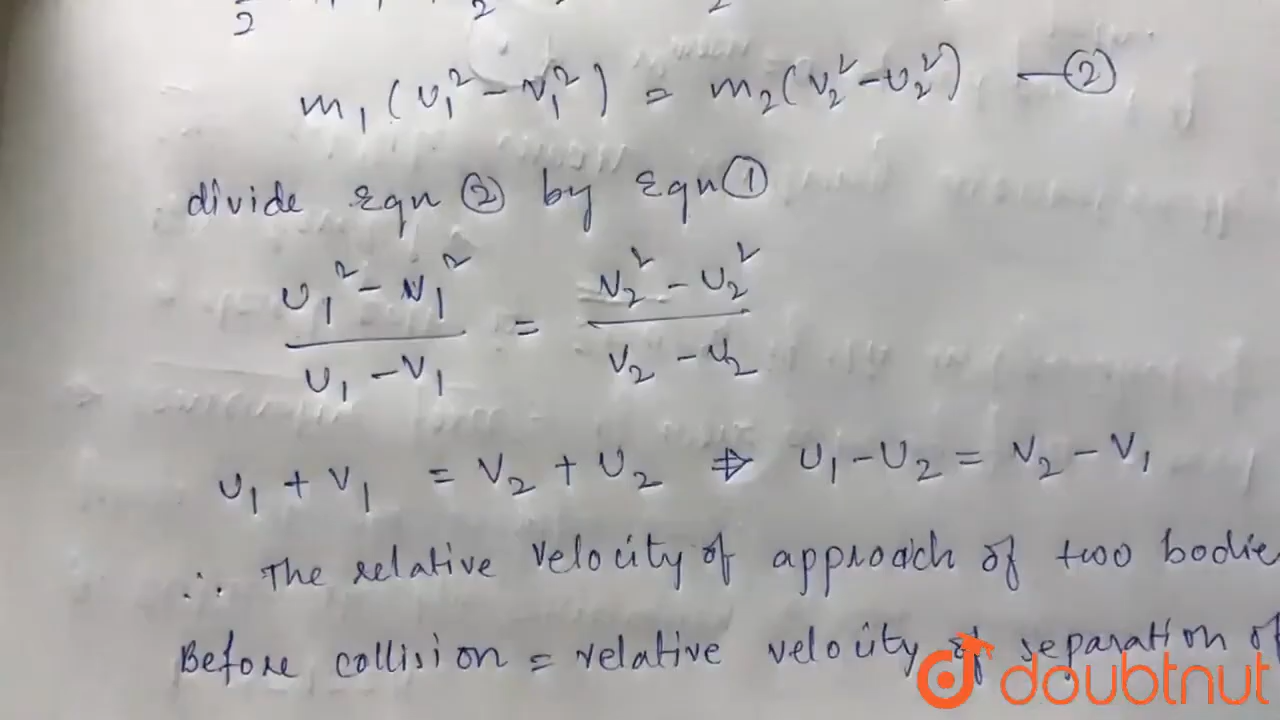 m₁(u₁² - v₁²) = m₂(v₂² - u₂²) — ②
divide Eqn ② by Eqn ①
u₁² - v₁² / u₁ - v₁ = v₂² - u₂² / v₂ - u₂
u₁ + v₁ = v₂ + u₂ ⇒ u₁ - u₂ = v₂ - v₁
∴ The relative velocity of approach of two bodie
Before collision = relative velocity of separation of
doubtnut